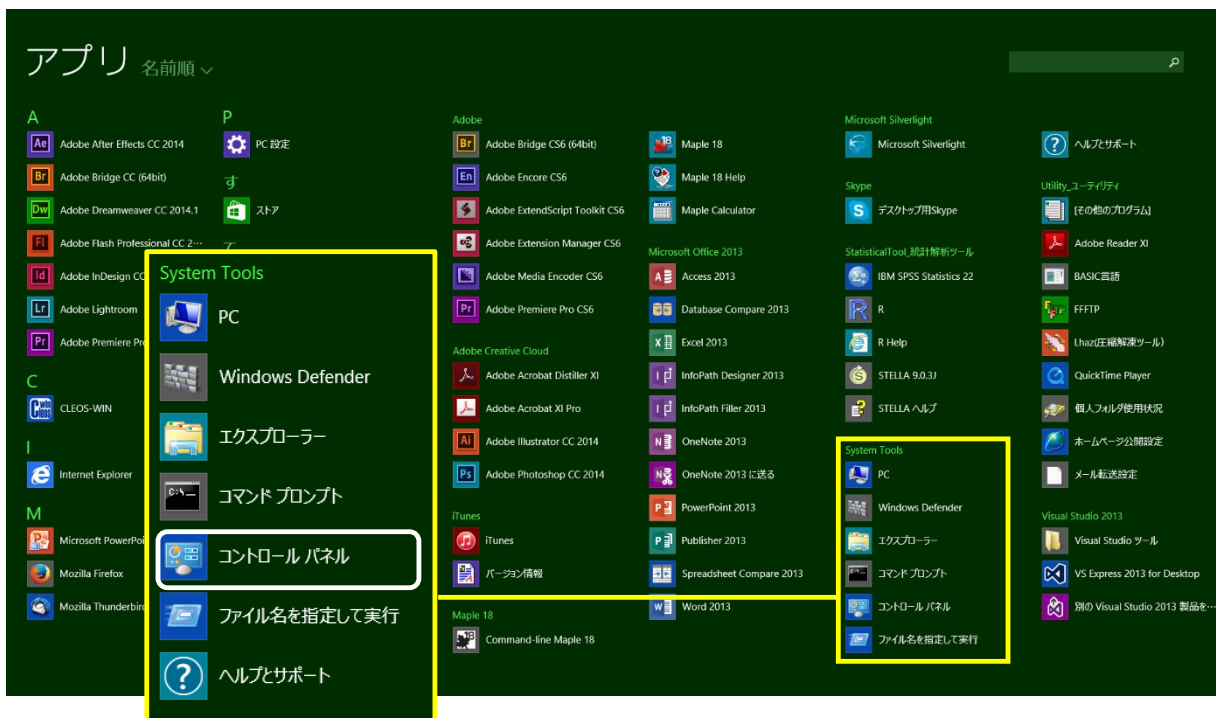 アプリ 名前順
A
Adobe After Effects CC 2014
Adobe Bridge CC (64bit)
Adobe Dreamweaver CC 2014.1
Adobe Flash Professional CC 2…
Adobe InDesign CC
Adobe Lightroom
Adobe Premiere Pr
C
CLEOS-WIN
I
Internet Explorer
M
Microsoft PowerPoi
Mozilla Firefox
Mozilla Thunderbird
P
PC 設定
す
ストア
て
System Tools
PC
Windows Defender
エクスプローラー
コマンド プロンプト
コントロール パネル
ファイル名を指定して実行
ヘルプとサポート
Adobe
Adobe Bridge CS6 (64bit)
Adobe Encore CS6
Adobe ExtendScript Toolkit CS6
Adobe Extension Manager CS6
Adobe Media Encoder CS6
Adobe Premiere Pro CS6
Adobe Creative Cloud
Adobe Acrobat Distiller XI
Adobe Acrobat XI Pro
Adobe Illustrator CC 2014
Adobe Photoshop CC 2014
iTunes
iTunes
バージョン情報
Maple 18
Command-line Maple 18
Maple 18
Maple 18 Help
Maple Calculator
Microsoft Office 2013
Access 2013
Database Compare 2013
Excel 2013
InfoPath Designer 2013
InfoPath Filler 2013
OneNote 2013
OneNote 2013 に送る
PowerPoint 2013
Publisher 2013
Spreadsheet Compare 2013
Word 2013
Microsoft Silverlight
Microsoft Silverlight
Skype
デスクトップ用Skype
StatisticalTool_統計解析ツール
IBM SPSS Statistics 22
R
R Help
STELLA 9.0.3J
STELLA ヘルプ
System Tools
PC
Windows Defender
エクスプローラー
コマンド プロンプト
コントロール パネル
ファイル名を指定して実行
ヘルプとサポート
Utility_ユーティリティ
[その他のプログラム]
Adobe Reader XI
BASIC言語
FFFTP
Lhaz(圧縮解凍ツール)
QuickTime Player
個人フォルダ使用状況
ホームページ公開設定
メール転送設定
Visual Studio 2013
Visual Studio ツール
VS Express 2013 for Desktop
別の Visual Studio 2013 製品を…